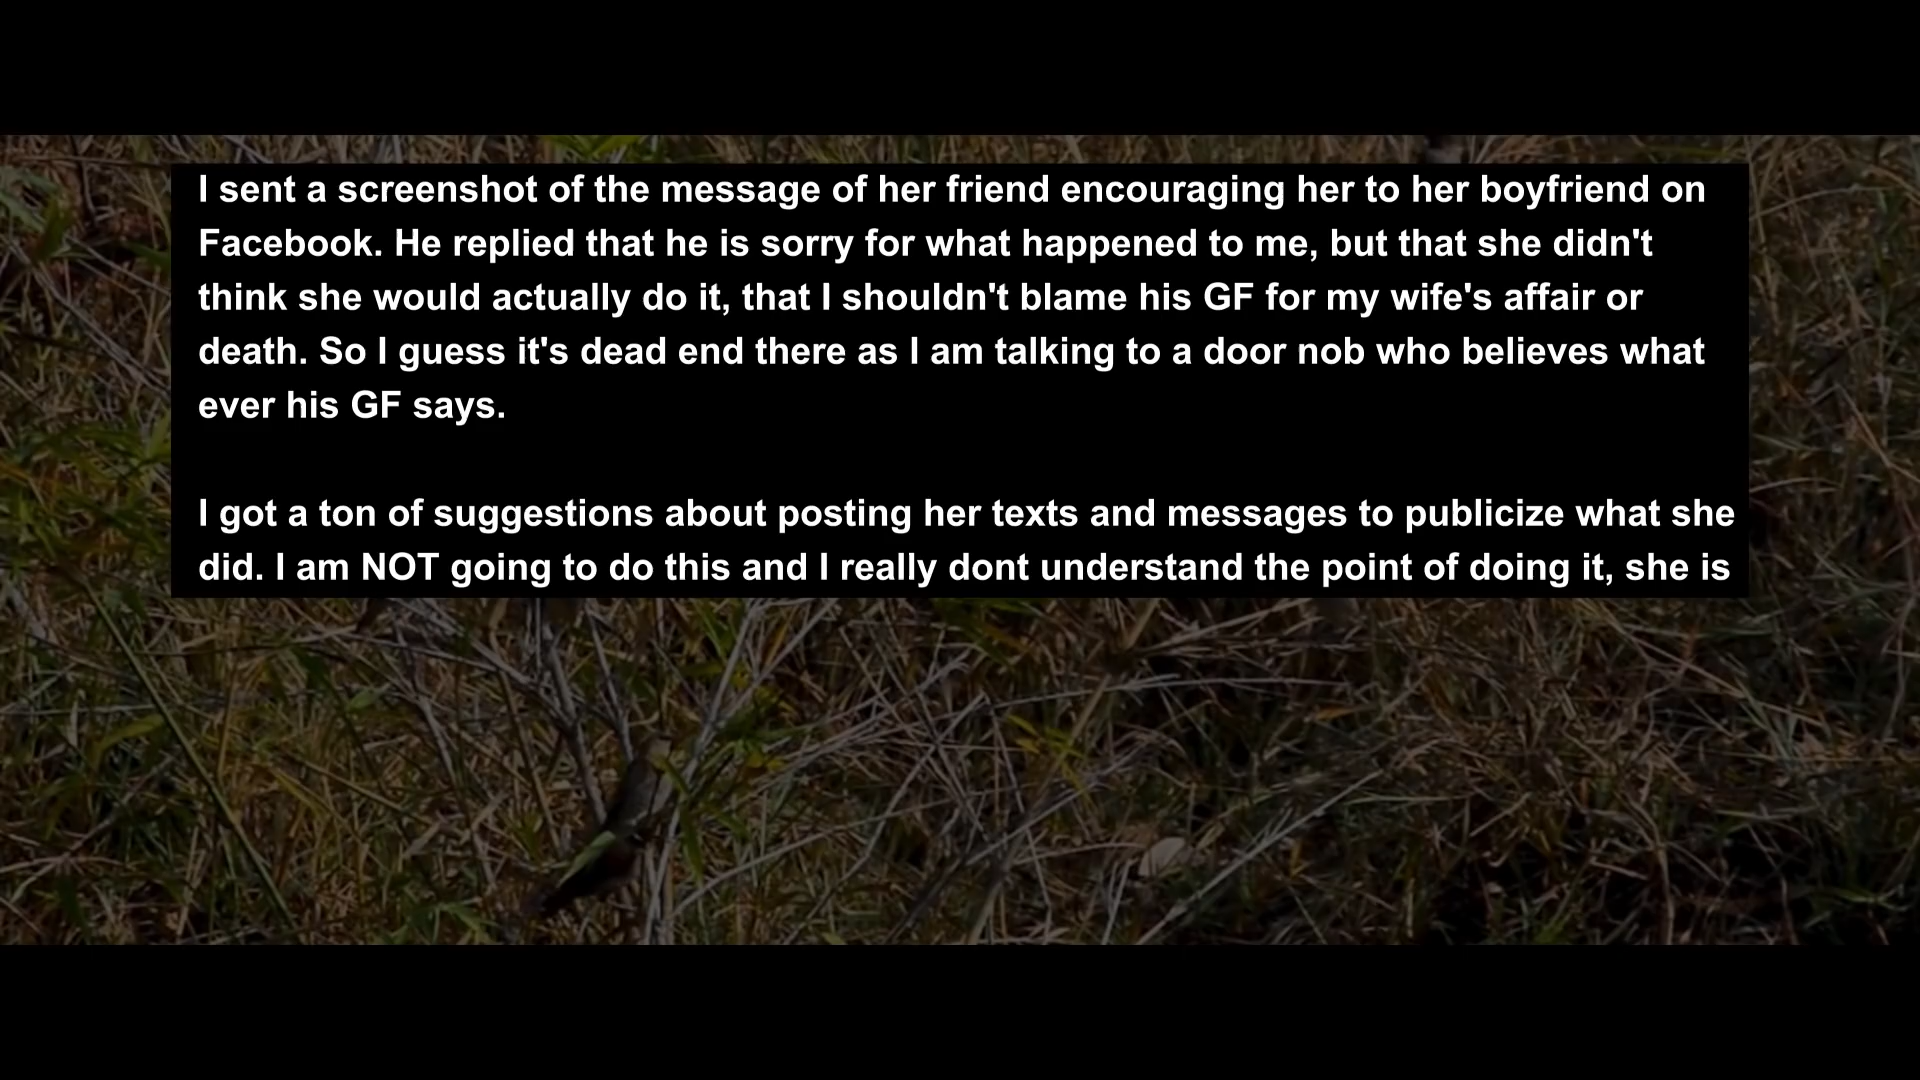 I sent a screenshot of the message of her friend encouraging her to her boyfriend on
Facebook. He replied that he is sorry for what happened to me, but that she didn't
think she would actually do it, that I shouldn't blame his GF for my wife's affair or
death. So I guess it's dead end there as I am talking to a door nob who believes what
ever his GF says.
I got a ton of suggestions about posting her texts and messages to publicize what she
did. I am NOT going to do this and I really dont understand the point of doing it, she is